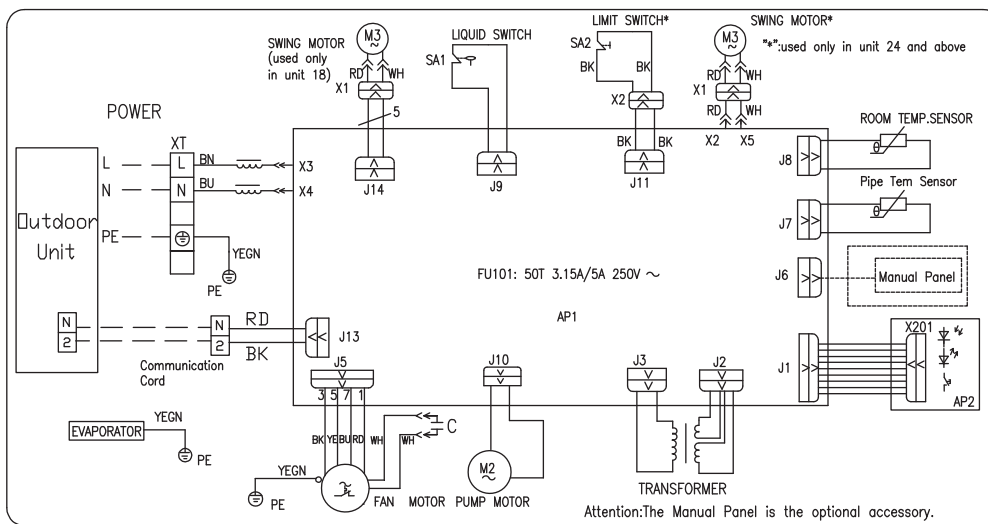 SWING MOTOR
(used only
in unit 18)
M3
~
RD WH
X1
5
J14
LIQUID SWITCH
SA1
J9
LIMIT SWITCH*
SA2
BK BK
X2
BK BK
J11
SWING MOTOR*
M3
~
"*":used only in unit 24 and above
RD WH
X1
RD WH
X2 X5
POWER
XT
L L BN X3
N N BU X4
PE YEGN
PE
Outdoor
Unit
N N RD J13
2 2 BK
Communication
Cord
ROOM TEMP.SENSOR
J8
θ
Pipe Tem Sensor
J7
θ
J6 Manual Panel
FU101: 50T 3.15A/5A 250V ~
AP1
J1 X201
AP2
J5
3 5 7 1
BK YE BU RD WH WH
C
J10
J3 J2
EVAPORATOR YEGN
PE
YEGN
PE
FAN MOTOR
M2
~
PUMP MOTOR
TRANSFORMER
Attention:The Manual Panel is the optional accessory.